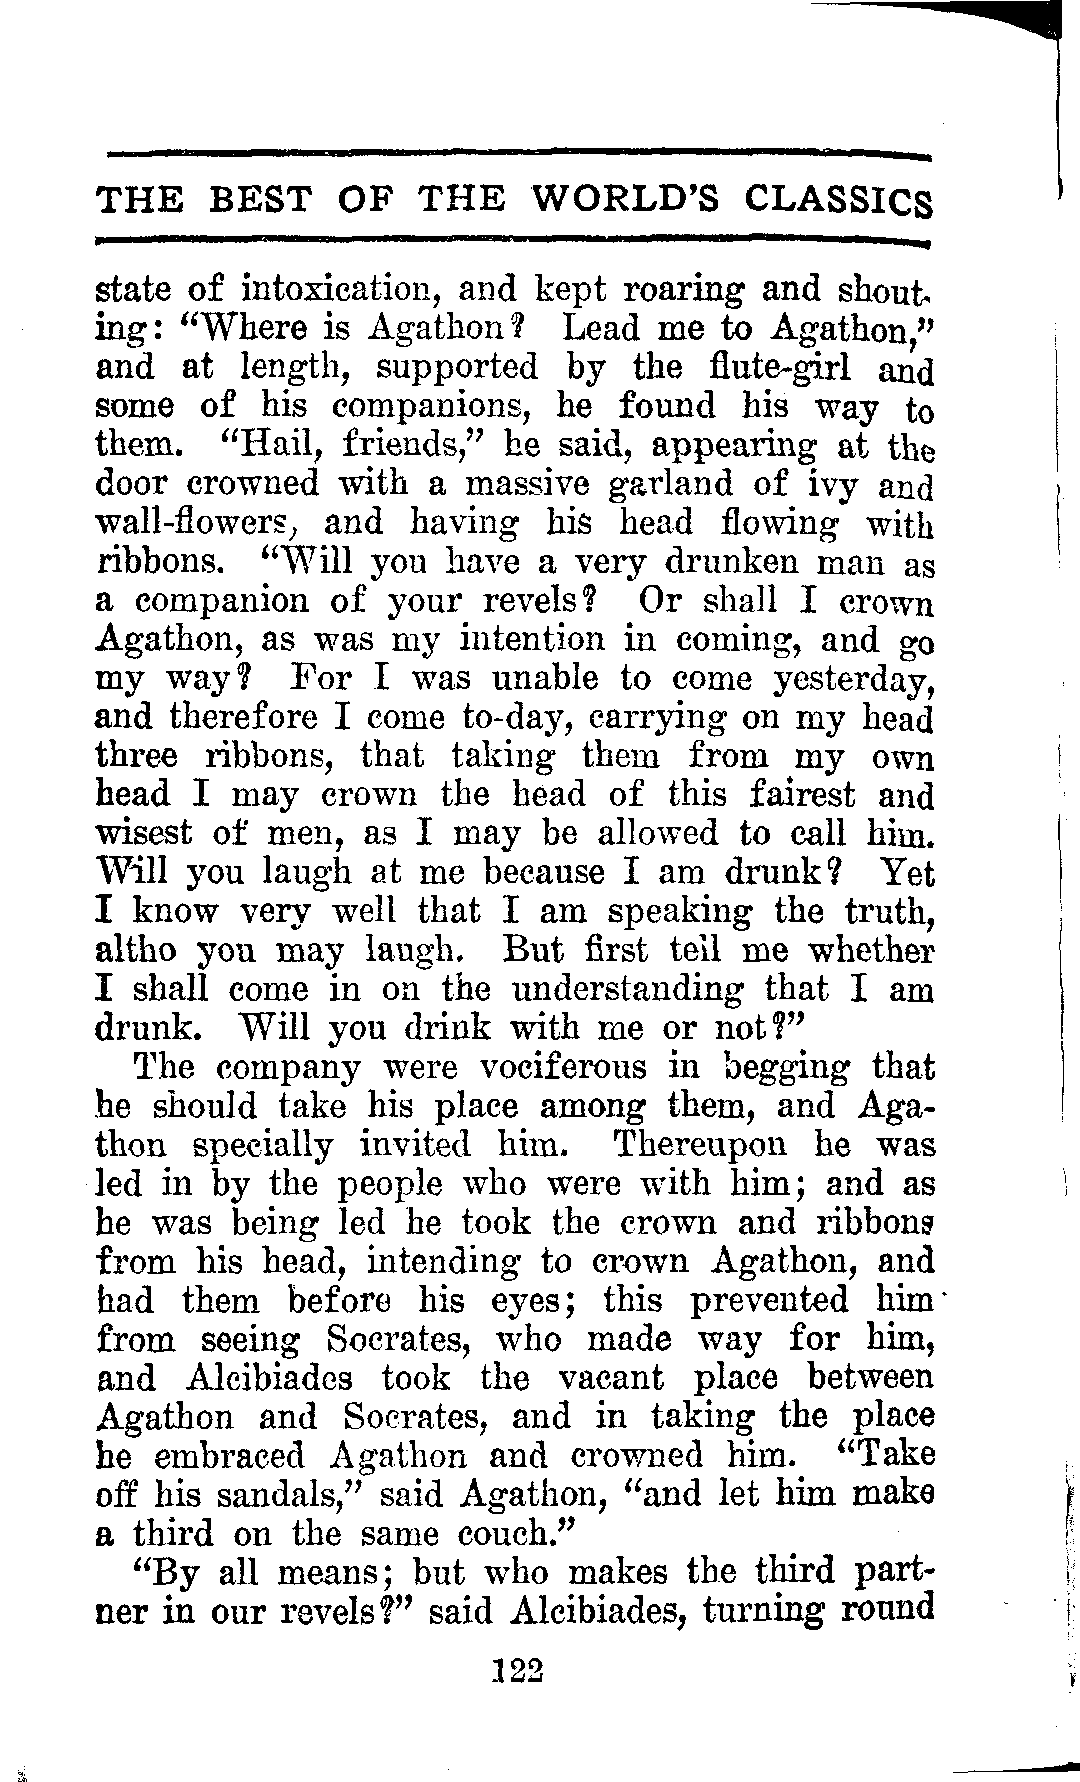 THE BEST OF THE WORLD'S CLASSICS
state of intoxication, and kept roaring and shout-
ing: “Where is Agathon? Lead me to Agathon,”
and at length, supported by the flute-girl and
some of his companions, he found his way to
them. “Hail, friends,” he said, appearing at the
door crowned with a massive garland of ivy and
wall-flowers, and having his head flowing with
ribbons. “Will you have a very drunken man as
a companion of your revels? Or shall I crown
Agathon, as was my intention in coming, and go
my way? For I was unable to come yesterday,
and therefore I come to-day, carrying on my head
three ribbons, that taking them from my own
head I may crown the head of this fairest and
wisest of men, as I may be allowed to call him.
Will you laugh at me because I am drunk? Yet
I know very well that I am speaking the truth,
altho you may laugh. But first tell me whether
I shall come in on the understanding that I am
drunk. Will you drink with me or not?”
The company were vociferous in begging that
he should take his place among them, and Aga-
thon specially invited him. Thereupon he was
led in by the people who were with him; and as
he was being led he took the crown and ribbons
from his head, intending to crown Agathon, and
had them before his eyes; this prevented him
from seeing Socrates, who made way for him,
and Alcibiades took the vacant place between
Agathon and Socrates, and in taking the place
he embraced Agathon and crowned him. “Take
off his sandals,” said Agathon, “and let him make
a third on the same couch.”
“By all means; but who makes the third part-
ner in our revels?” said Alcibiades, turning round
122